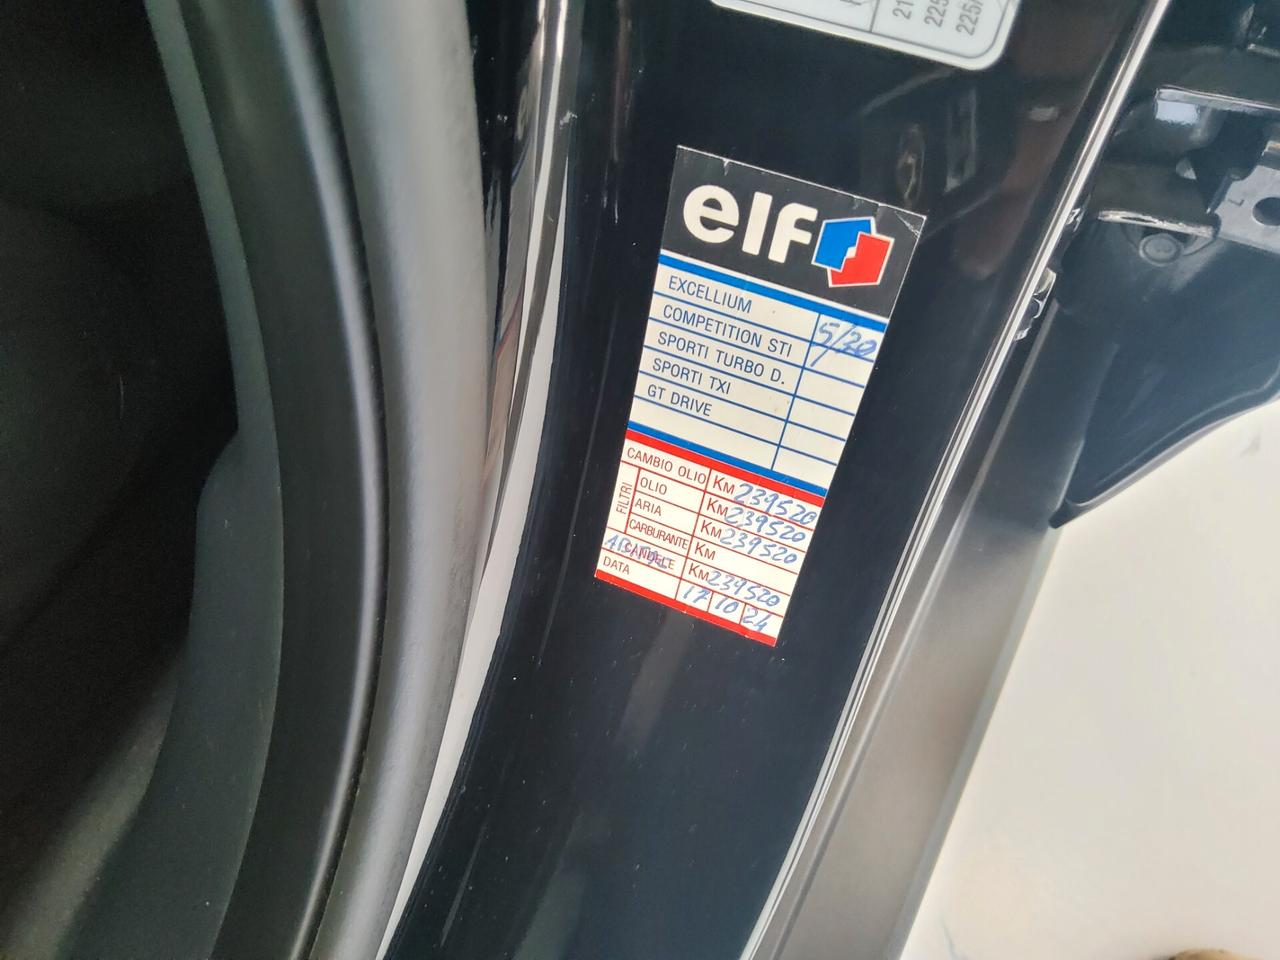 elf
EXCELLIUM 5/30
COMPETITION STI
SPORTI TURBO D.
SPORTI TXI
GT DRIVE
CAMBIO OLIO KM 239520
FILTRI
OLIO KM 239520
ARIA KM 239520
CARBURANTE KM
CANDELE KM 239520
DATA 17 10 24
L